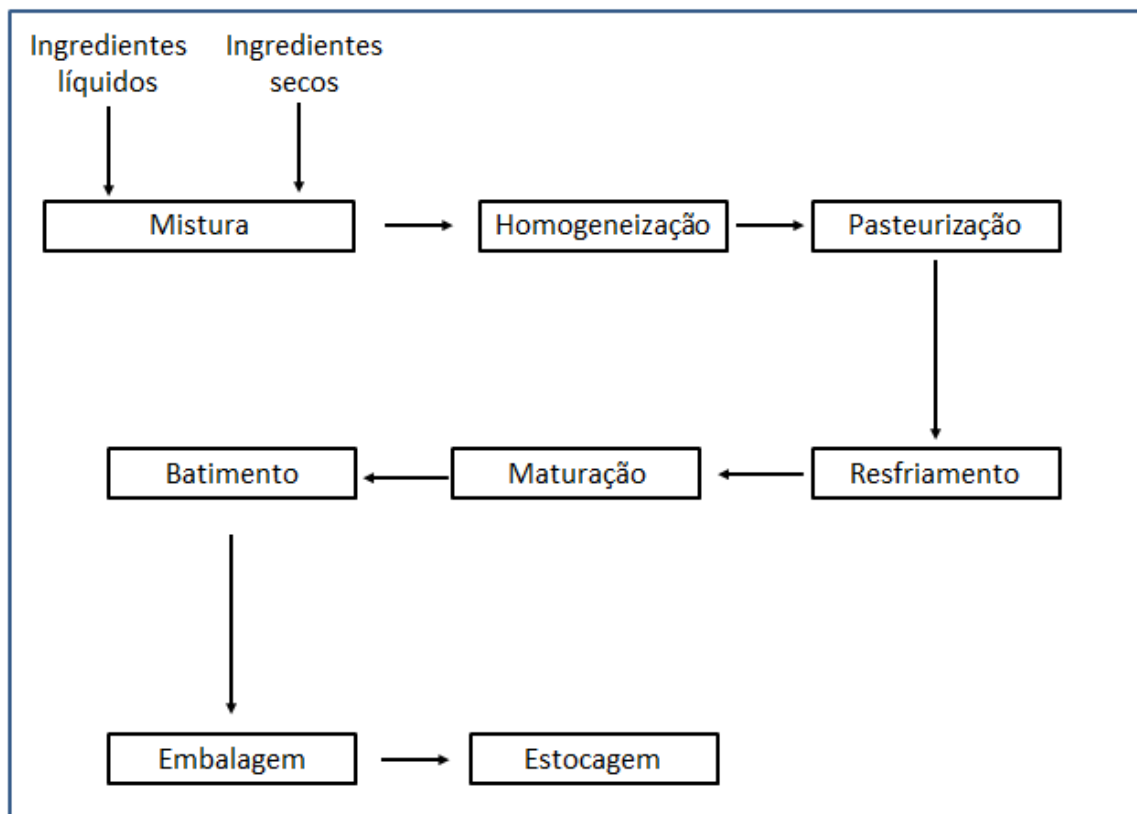 Ingredientes
líquidos
Ingredientes
secos
Mistura
Homogeneização
Pasteurização
Resfriamento
Maturação
Batimento
Embalagem
Estocagem